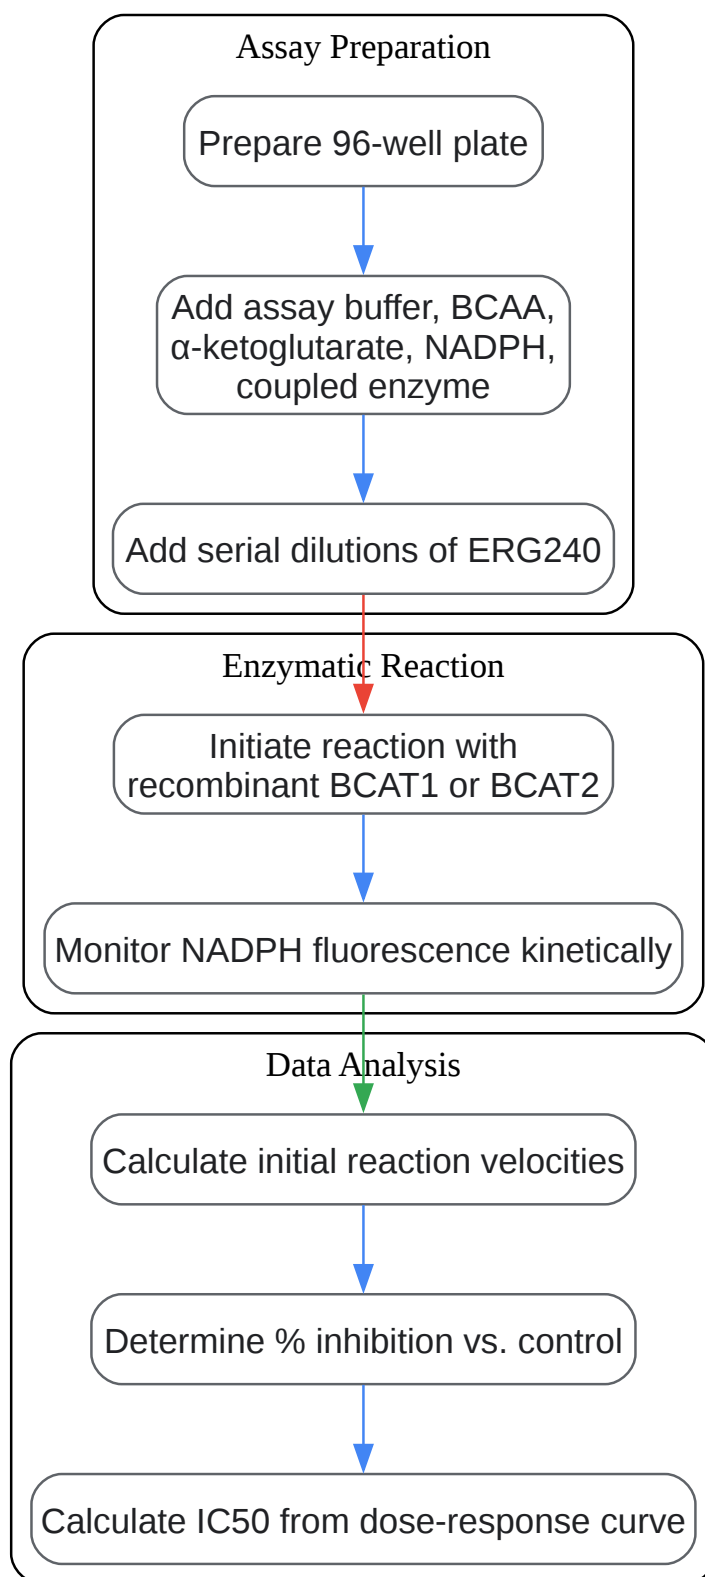 Assay Preparation
Prepare 96-well plate
Add assay buffer, BCAA,
α-ketoglutarate, NADPH,
coupled enzyme
Add serial dilutions of ERG240
Enzymatic Reaction
Initiate reaction with
recombinant BCAT1 or BCAT2
Monitor NADPH fluorescence kinetically
Data Analysis
Calculate initial reaction velocities
Determine % inhibition vs. control
Calculate IC50 from dose-response curve